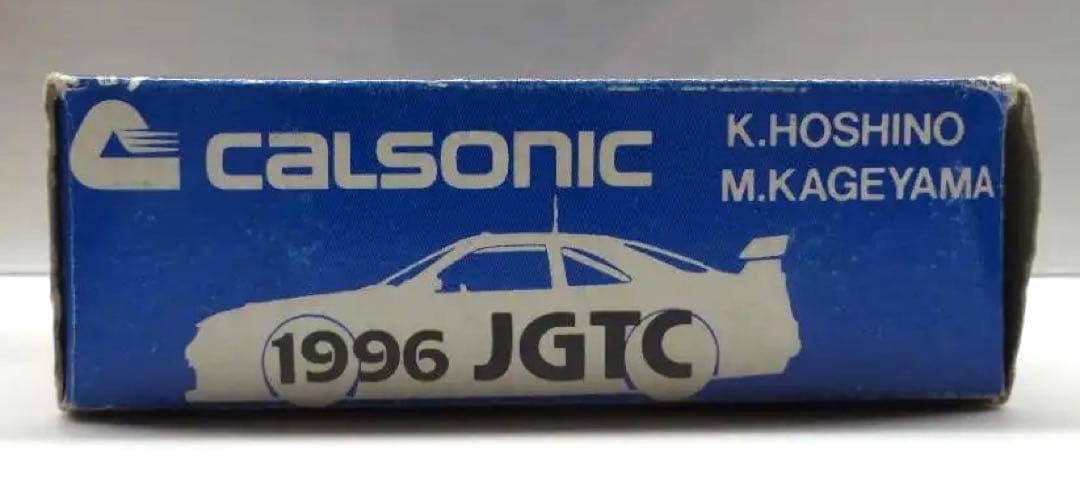 CALSONIC
K.HOSHINO
M.KAGEYAMA
1996 JGTC